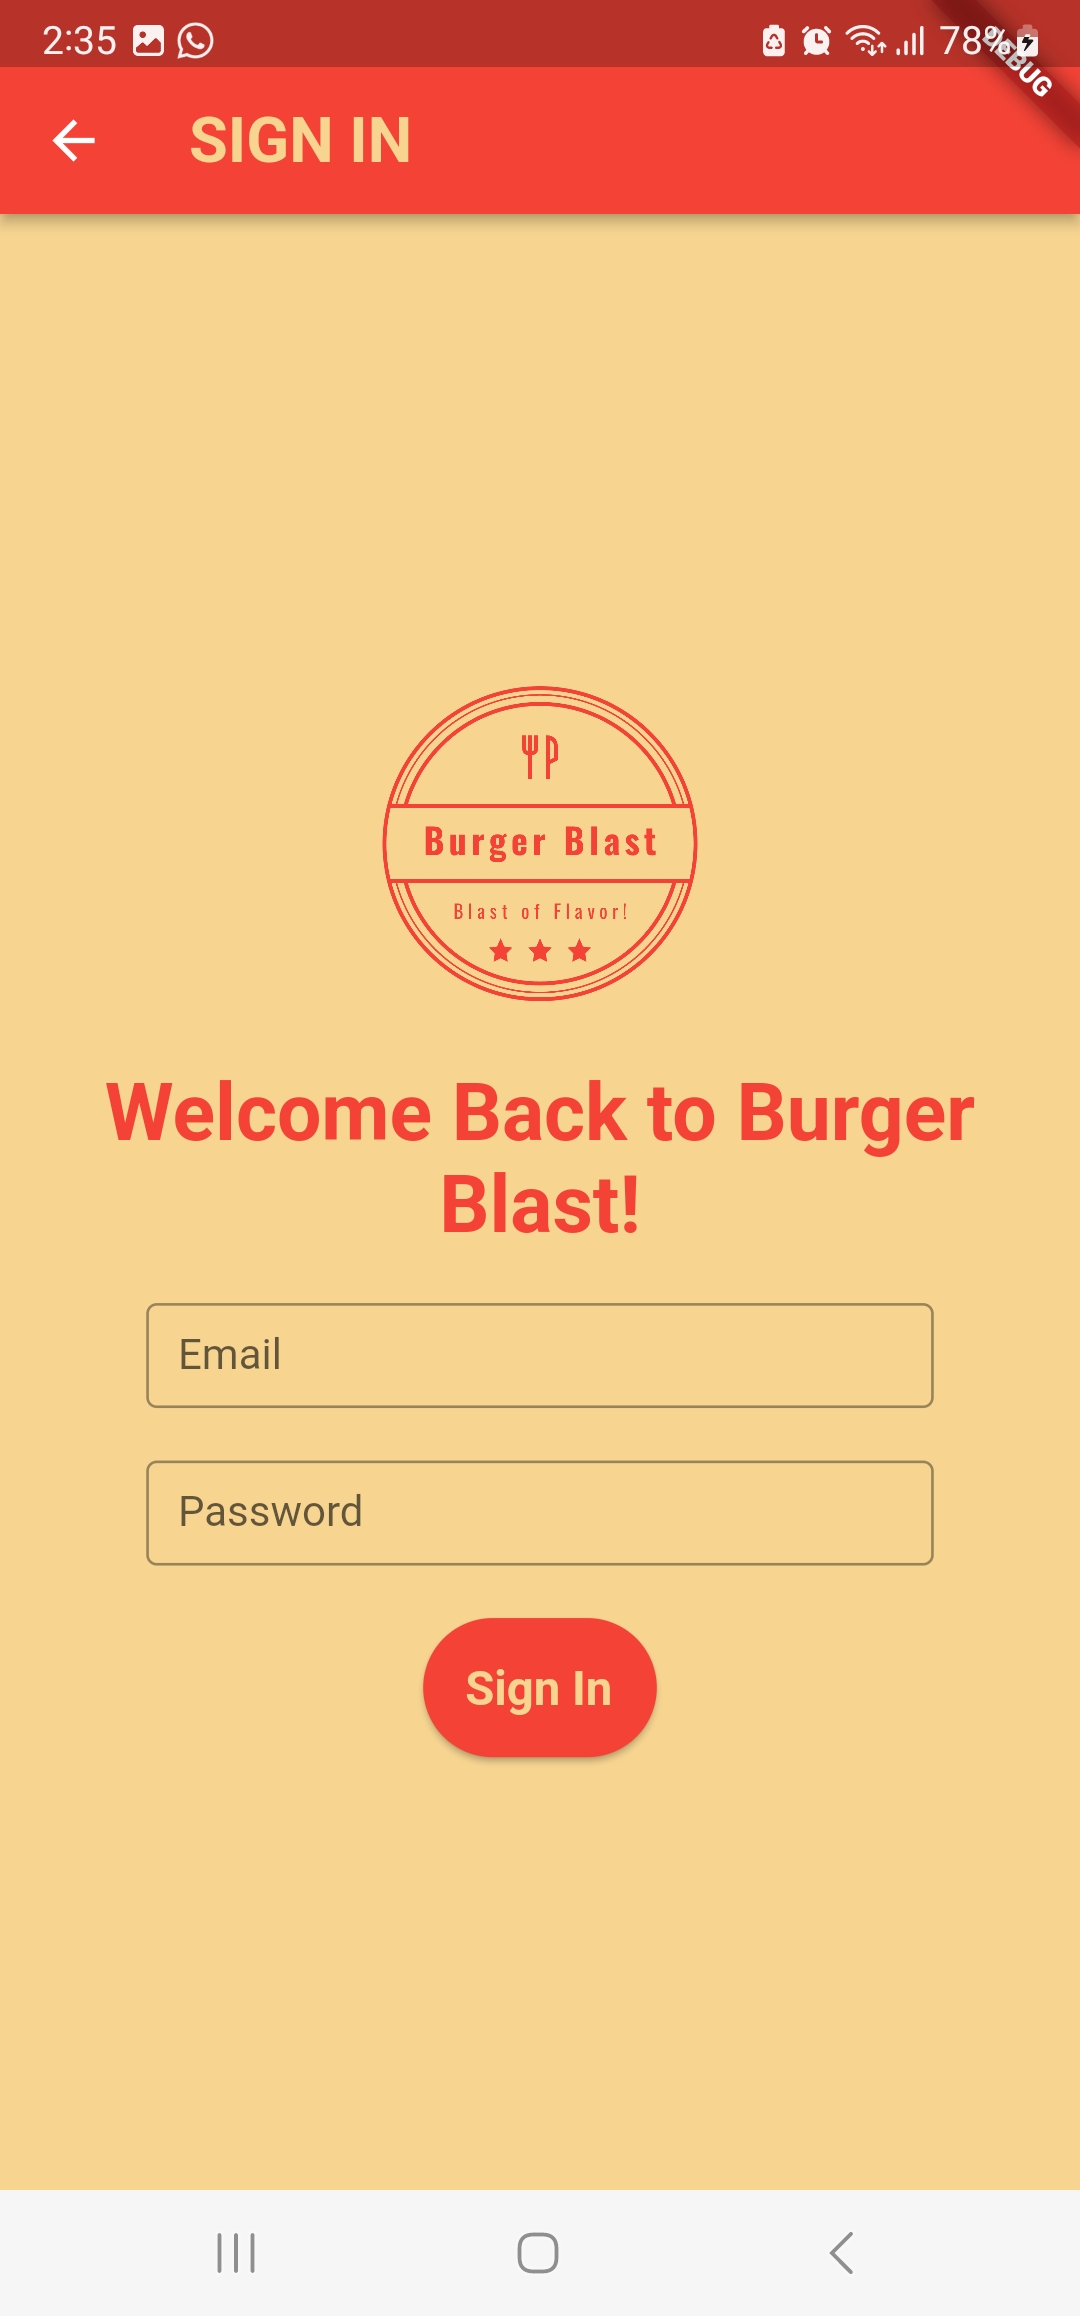 2:35 78%
DEBUG
SIGN IN
Burger Blast
Blast of Flavor!
Welcome Back to Burger
Blast!
Email
Password
Sign In